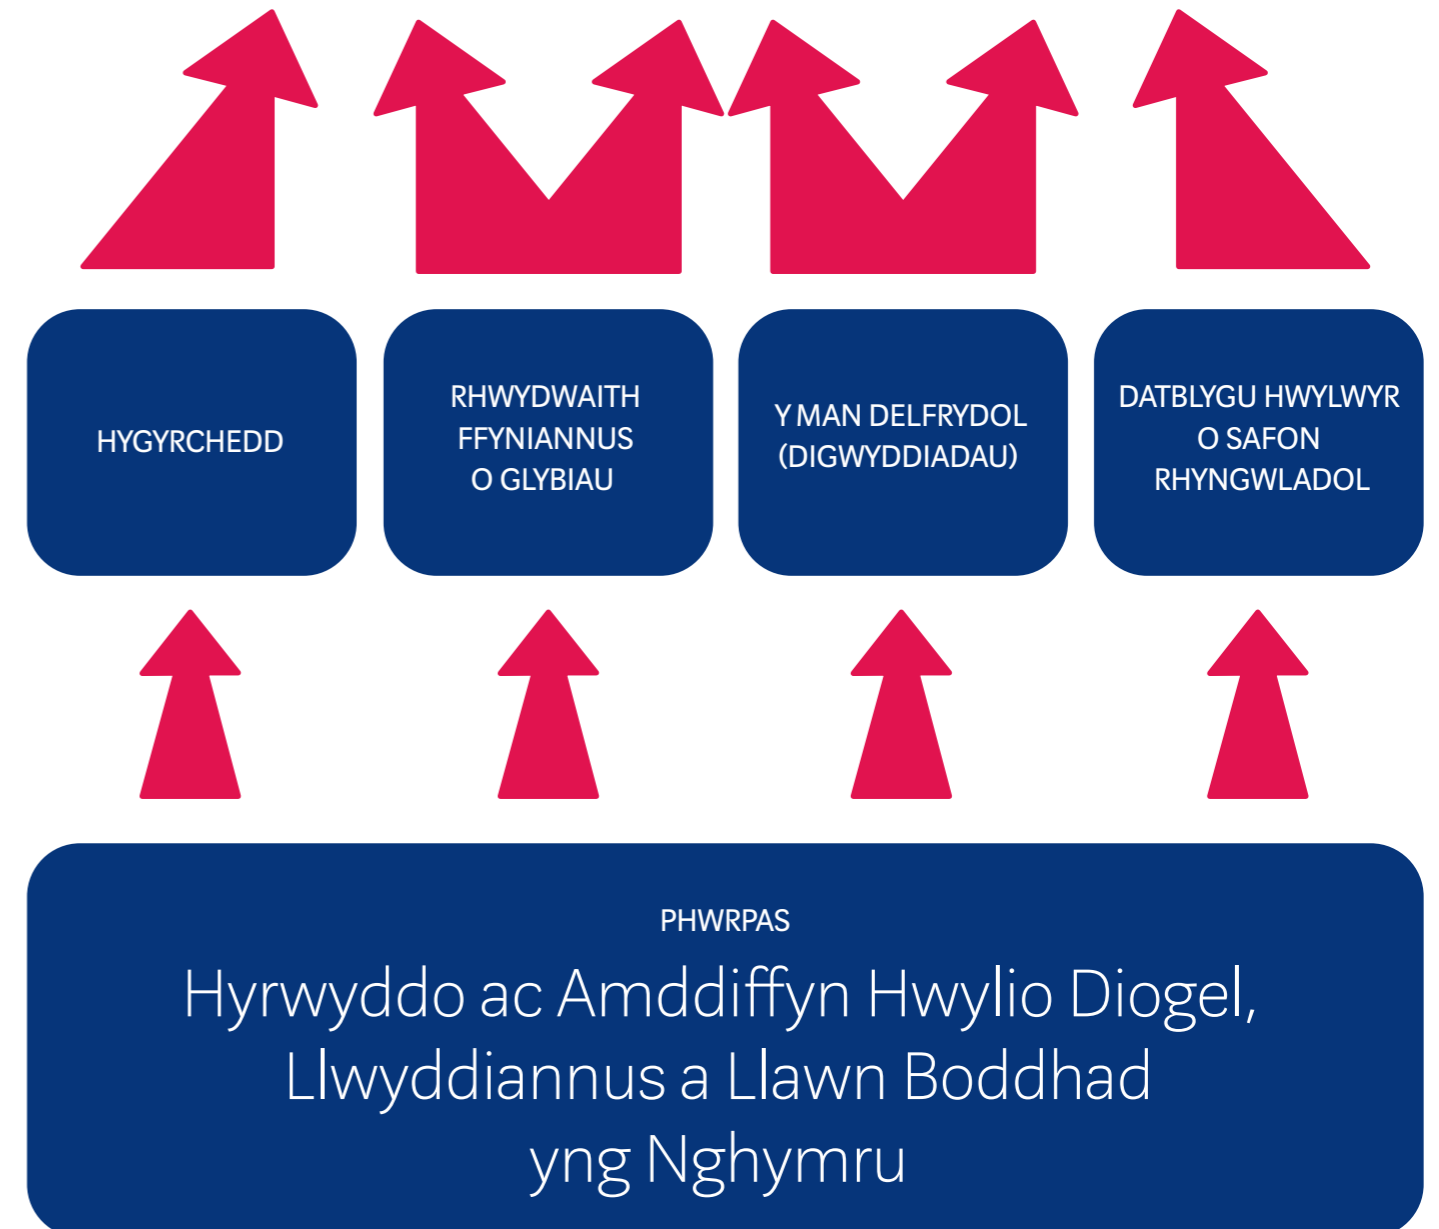 HYGYRCHEDD
RHWYDWAITH
FFYNIANNUS
O GLYBIAU
Y MAN DELFRYDOL
(DIGWYDDIADAU)
DATBLYGU HWYLWYR
O SAFON
RHYNGWLADOL
PHWRPAS
Hyrwyddo ac Amddiffyn Hwylio Diogel,
Llwyddiannus a Llawn Boddhad
yng Nghymru